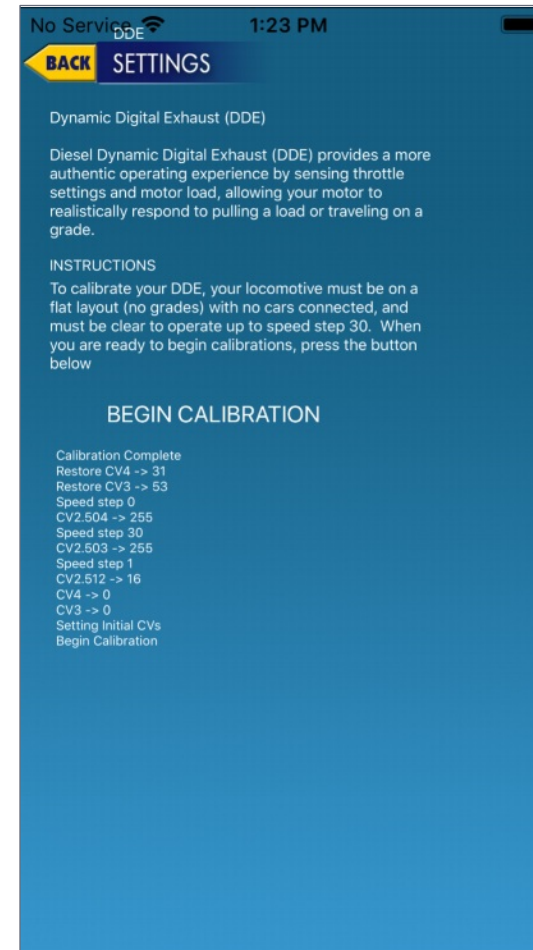 No Service 1:23 PM
DDE
BACK SETTINGS
Dynamic Digital Exhaust (DDE)
Diesel Dynamic Digital Exhaust (DDE) provides a more
authentic operating experience by sensing throttle
settings and motor load, allowing your motor to
realistically respond to pulling a load or traveling on a
grade.
INSTRUCTIONS
To calibrate your DDE, your locomotive must be on a
flat layout (no grades) with no cars connected, and
must be clear to operate up to speed step 30. When
you are ready to begin calibrations, press the button
below
BEGIN CALIBRATION
Calibration Complete
Restore CV4 -> 31
Restore CV3 -> 53
Speed step 0
CV2.504 -> 255
Speed step 30
CV2.503 -> 255
Speed step 1
CV2.512 -> 16
CV4 -> 0
CV3 -> 0
Setting Initial CVs
Begin Calibration